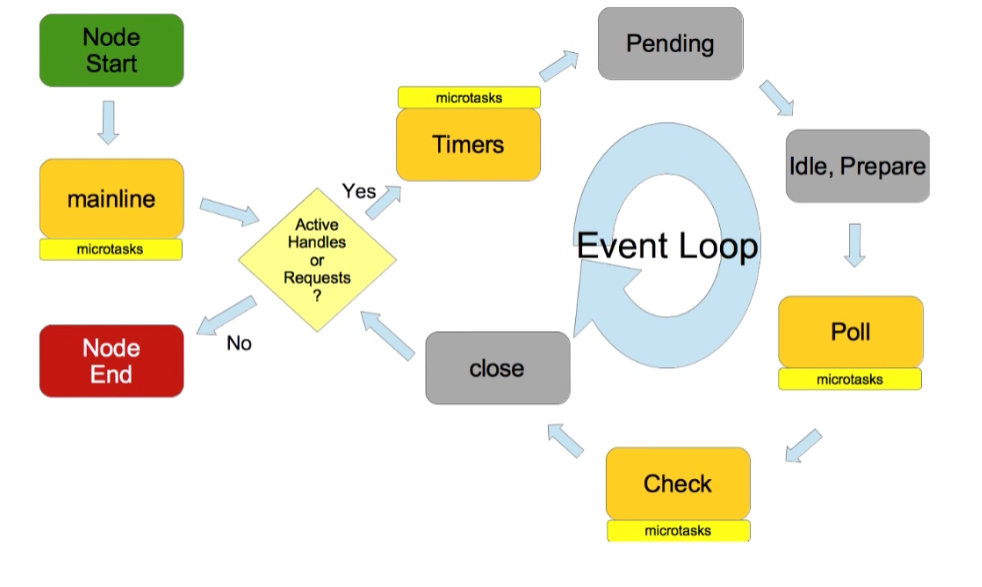 Node
Start
mainline
microtasks
Node
End
Active
Handles
or
Requests
?
Yes
No
microtasks
Timers
Pending
Idle, Prepare
Poll
microtasks
Check
microtasks
close
Event Loop